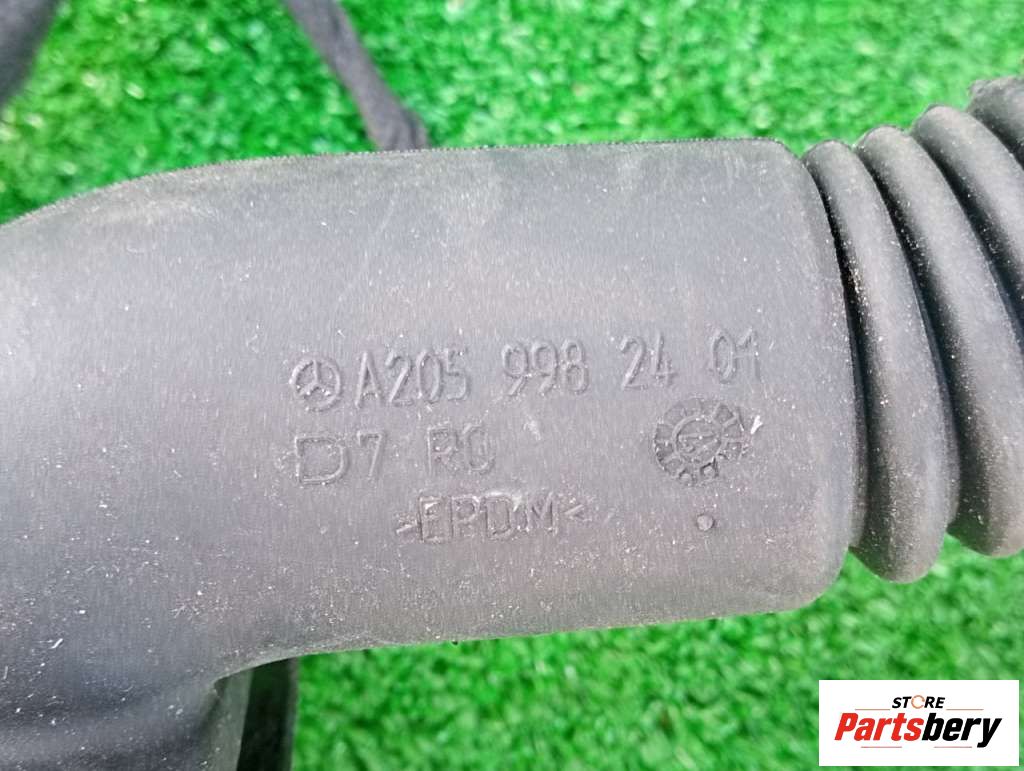 A205 998 24 01
D7 RC
>EPDM<
STORE
Partsbery